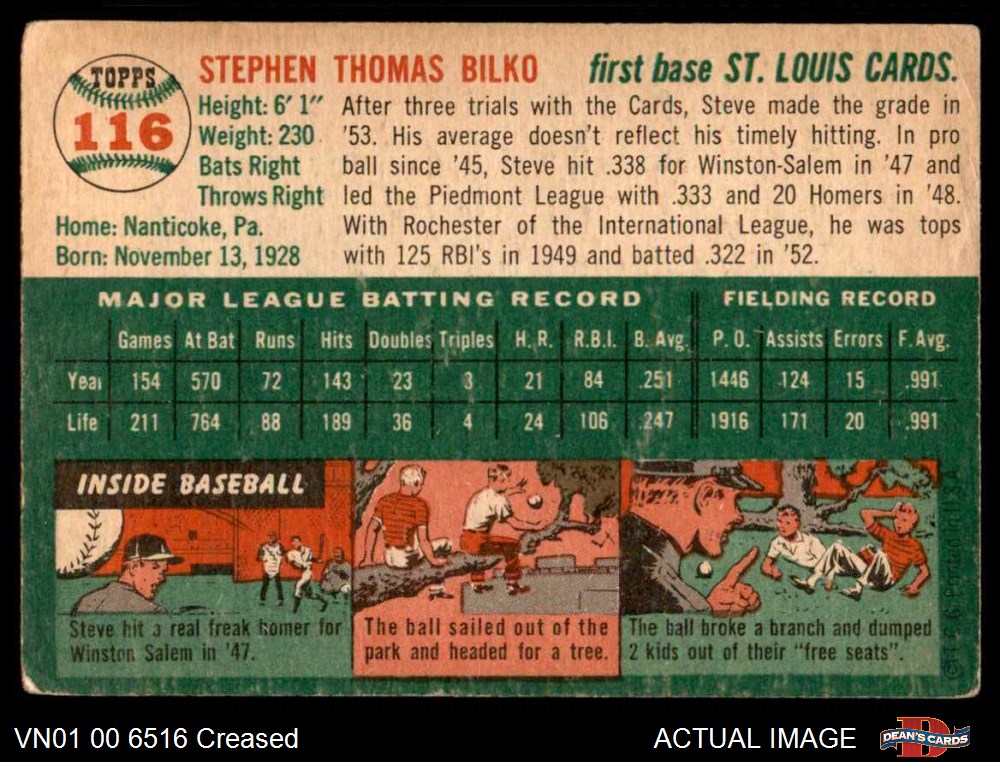 TOPPS
116
STEPHEN THOMAS BILKO first base ST. LOUIS CARDS.
Height: 6' 1"
Weight: 230
Bats Right
Throws Right
Home: Nanticoke, Pa.
Born: November 13, 1928
After three trials with the Cards, Steve made the grade in
'53. His average doesn't reflect his timely hitting. In pro
ball since '45, Steve hit .338 for Winston-Salem in '47 and
led the Piedmont League with .333 and 20 Homers in '48.
With Rochester of the International League, he was tops
with 125 RBI's in 1949 and batted .322 in '52.
MAJOR LEAGUE BATTING RECORD FIELDING RECORD
Games At Bat Runs Hits Doubles Triples H. R. R.B.I. B. Avg. P. O. Assists Errors F. Avg.
Year 154 570 72 143 23 3 21 84 .251 1446 124 15 .991
Life 211 764 88 189 36 4 24 106 .247 1916 171 20 .991
INSIDE BASEBALL
Steve hit a real freak homer for
Winston Salem in '47.
The ball sailed out of the
park and headed for a tree.
The ball broke a branch and dumped
2 kids out of their "free seats".
VN01 00 6516 Creased
ACTUAL IMAGE
DEAN'S CARDS